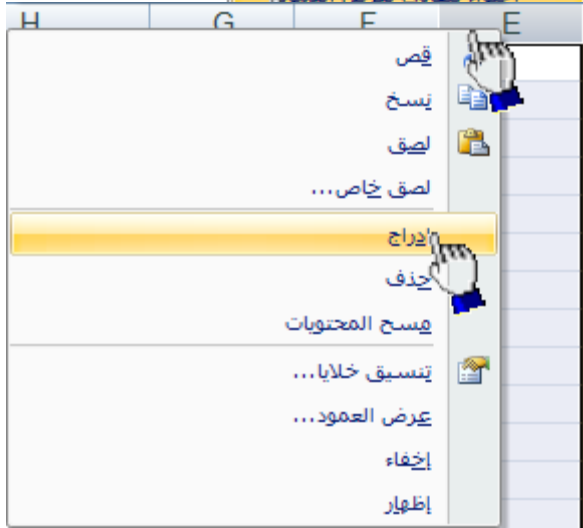 E F G H
قص
نسخ
لصق
لصق خاص...
إدراج
حذف
مسح المحتويات
تنسيق خلايا...
عرض العمود...
إخفاء
إظهار